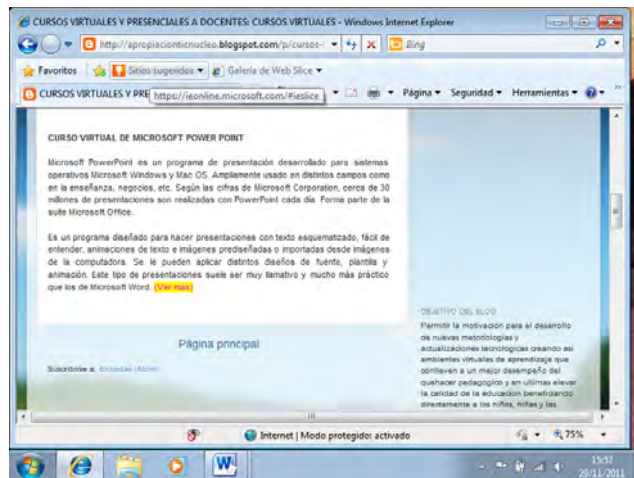 CURSOS VIRTUALES Y PRESENCIALES A DOCENTES: CURSOS VIRTUALES - Windows Internet Explorer
http://apropiacionticnucleo.blogspot.com/p/cursos- Bing
Favoritos Sitios sugeridos Galería de Web Slice
CURSOS VIRTUALES Y PRE https://ieonline.microsoft.com/#ieslice Página Seguridad Herramientas
CURSO VIRTUAL DE MICROSOFT POWER POINT
Microsoft PowerPoint es un programa de presentación desarrollado para sistemas
operativos Microsoft Windows y Mac OS. Ampliamente usado en distintos campos como
en la enseñanza, negocios, etc. Según las cifras de Microsoft Corporation, cerca de 30
millones de presentaciones son realizadas con PowerPoint cada día. Forma parte de la
suite Microsoft Office.
Es un programa diseñado para hacer presentaciones con texto esquematizado, fácil de
entender, animaciones de texto e imágenes prediseñadas o importadas desde imágenes
de la computadora. Se le pueden aplicar distintos diseños de fuente, plantilla y
animación. Este tipo de presentaciones suele ser muy llamativo y mucho más práctico
que los de Microsoft Word. (Ver mas)
Página principal
Suscribirse a: Entradas (Atom)
OBJETIVO DEL BLOG
Permitir la motivación para el desarrollo
de nuevas metodologías y
actualizaciones tecnologicas creando asi
ambientes virtuales de aprendizaje que
conlleven a un mejor desempeño del
quehacer pedagogico y en ultimas elevar
la calidad de la educacion beneficiando
directamente a los niños, niñas y las
Internet | Modo protegido: activado 75%
15:57
29/11/2011